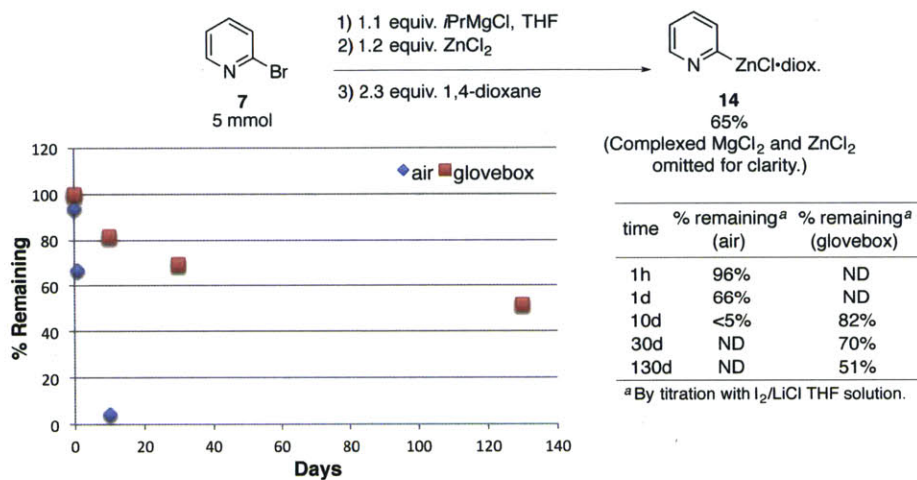 1) 1.1 equiv. iPrMgCl, THF
2) 1.2 equiv. ZnCl2
3) 2.3 equiv. 1,4-dioxane
N
Br
7
5 mmol
N
ZnCl•diox.
14
65%
(Complexed MgCl2 and ZnCl2
omitted for clarity.)
120
100
80
60
40
20
0
% Remaining
air glovebox
0 20 40 60 80 100 120 140
Days
time % remaining^a % remaining^a
(air) (glovebox)
1h 96% ND
1d 66% ND
10d <5% 82%
30d ND 70%
130d ND 51%
^a By titration with I2/LiCl THF solution.